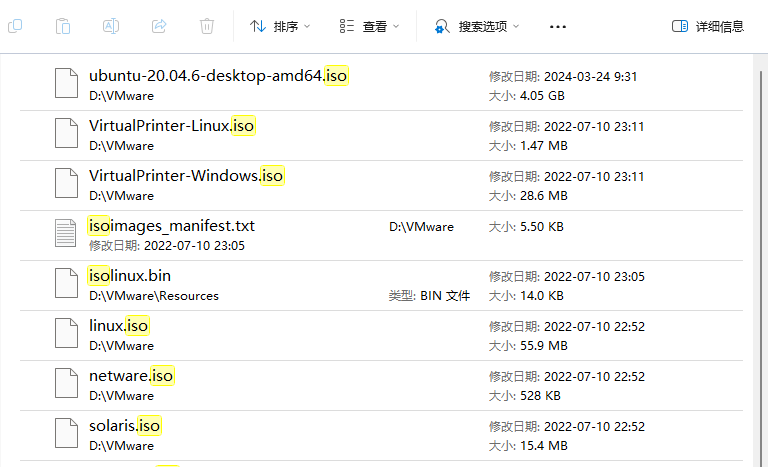 排序 查看 搜索选项 ... 详细信息
ubuntu-20.04.6-desktop-amd64.iso 修改日期: 2024-03-24 9:31
D:\VMware 大小: 4.05 GB
VirtualPrinter-Linux.iso 修改日期: 2022-07-10 23:11
D:\VMware 大小: 1.47 MB
VirtualPrinter-Windows.iso 修改日期: 2022-07-10 23:11
D:\VMware 大小: 28.6 MB
isoimages_manifest.txt D:\VMware 大小: 5.50 KB
修改日期: 2022-07-10 23:05
isolinux.bin 修改日期: 2022-07-10 23:05
D:\VMware\Resources 类型: BIN 文件 大小: 14.0 KB
linux.iso 修改日期: 2022-07-10 22:52
D:\VMware 大小: 55.9 MB
netware.iso 修改日期: 2022-07-10 22:52
D:\VMware 大小: 528 KB
solaris.iso 修改日期: 2022-07-10 22:52
D:\VMware 大小: 15.4 MB